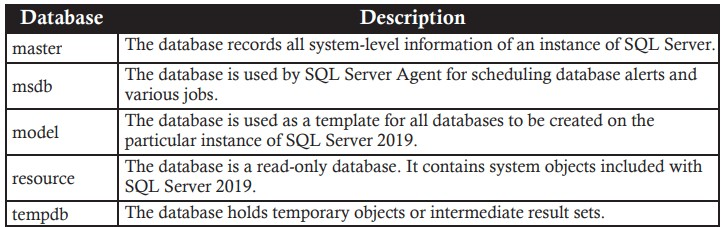 Database Description
master The database records all system-level information of an instance of SQL Server.
msdb The database is used by SQL Server Agent for scheduling database alerts and
various jobs.
model The database is used as a template for all databases to be created on the
particular instance of SQL Server 2019.
resource The database is a read-only database. It contains system objects included with
SQL Server 2019.
tempdb The database holds temporary objects or intermediate result sets.